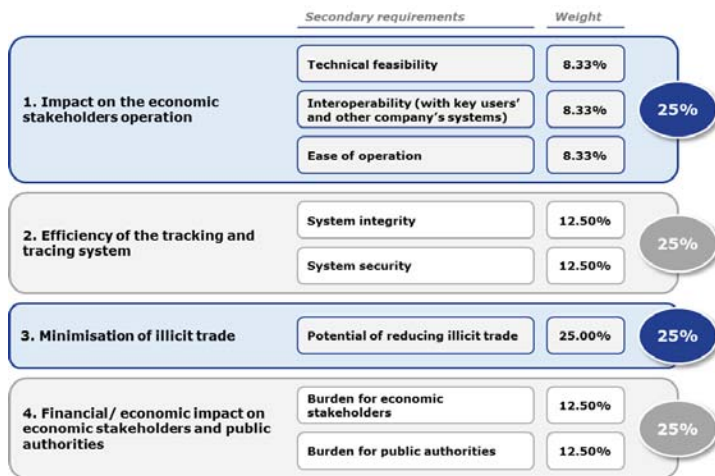 Secondary requirements Weight
Technical feasibility 8.33%
1. Impact on the economic
stakeholders operation
Interoperability (with key users'
and other company's systems) 8.33%
25%
Ease of operation 8.33%
System integrity 12.50%
2. Efficiency of the tracking and
tracing system
25%
System security 12.50%
3. Minimisation of illicit trade Potential of reducing illicit trade 25.00% 25%
Burden for economic
stakeholders 12.50%
4. Financial/ economic impact on
economic stakeholders and public
authorities
25%
Burden for public authorities 12.50%